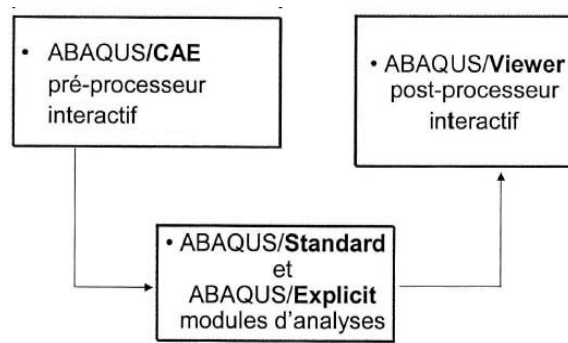 • ABAQUS/CAE
pré-processeur
interactif
• ABAQUS/Viewer
post-processeur
interactif
• ABAQUS/Standard
et
ABAQUS/Explicit
modules d'analyses